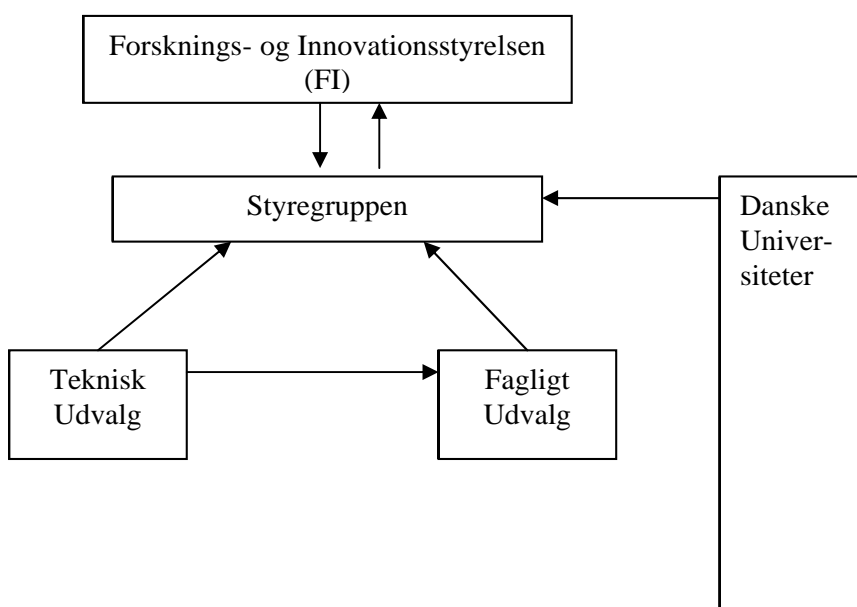 Forsknings- og Innovationsstyrelsen
(FI)
Styregruppen
Danske
Univer-
siteter
Teknisk
Udvalg
Fagligt
Udvalg